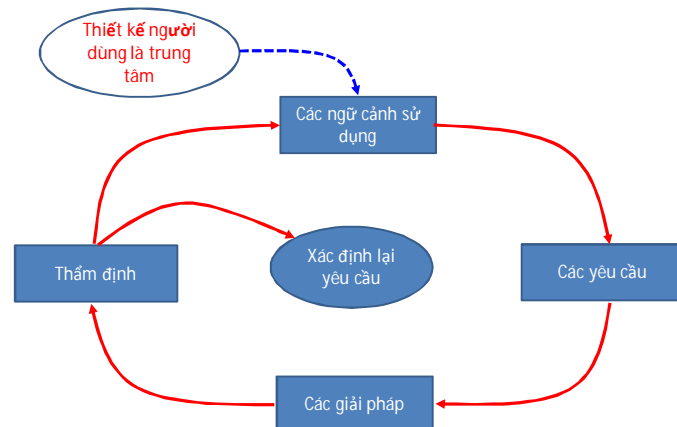 Thiết kế người
dùng là trung
tâm
Các ngữ cảnh sử
dụng
Thẩm định
Xác định lại
yêu cầu
Các yêu cầu
Các giải pháp